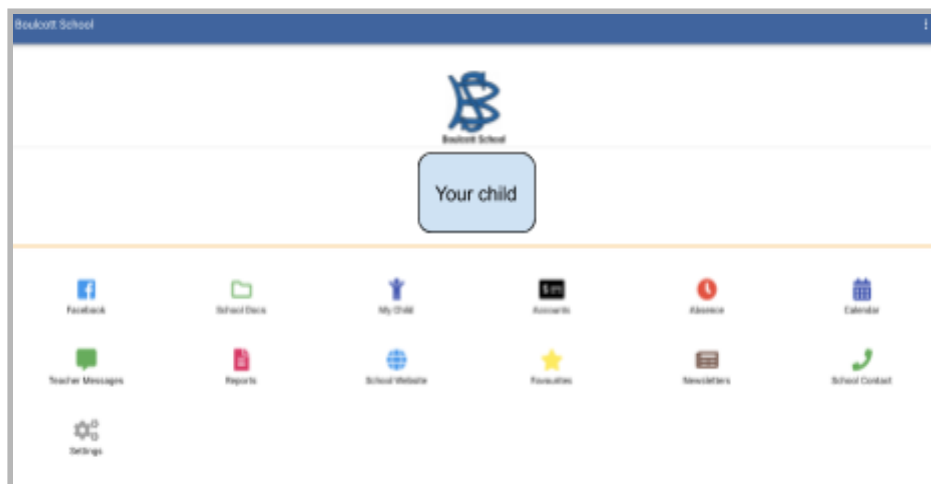 Boulcott School
Boulcott School
Your child
Facebook School Docs My Child Accounts Absence Calendar
Teacher Messages Reports School Website Favourites Newsletters School Contact
Settings